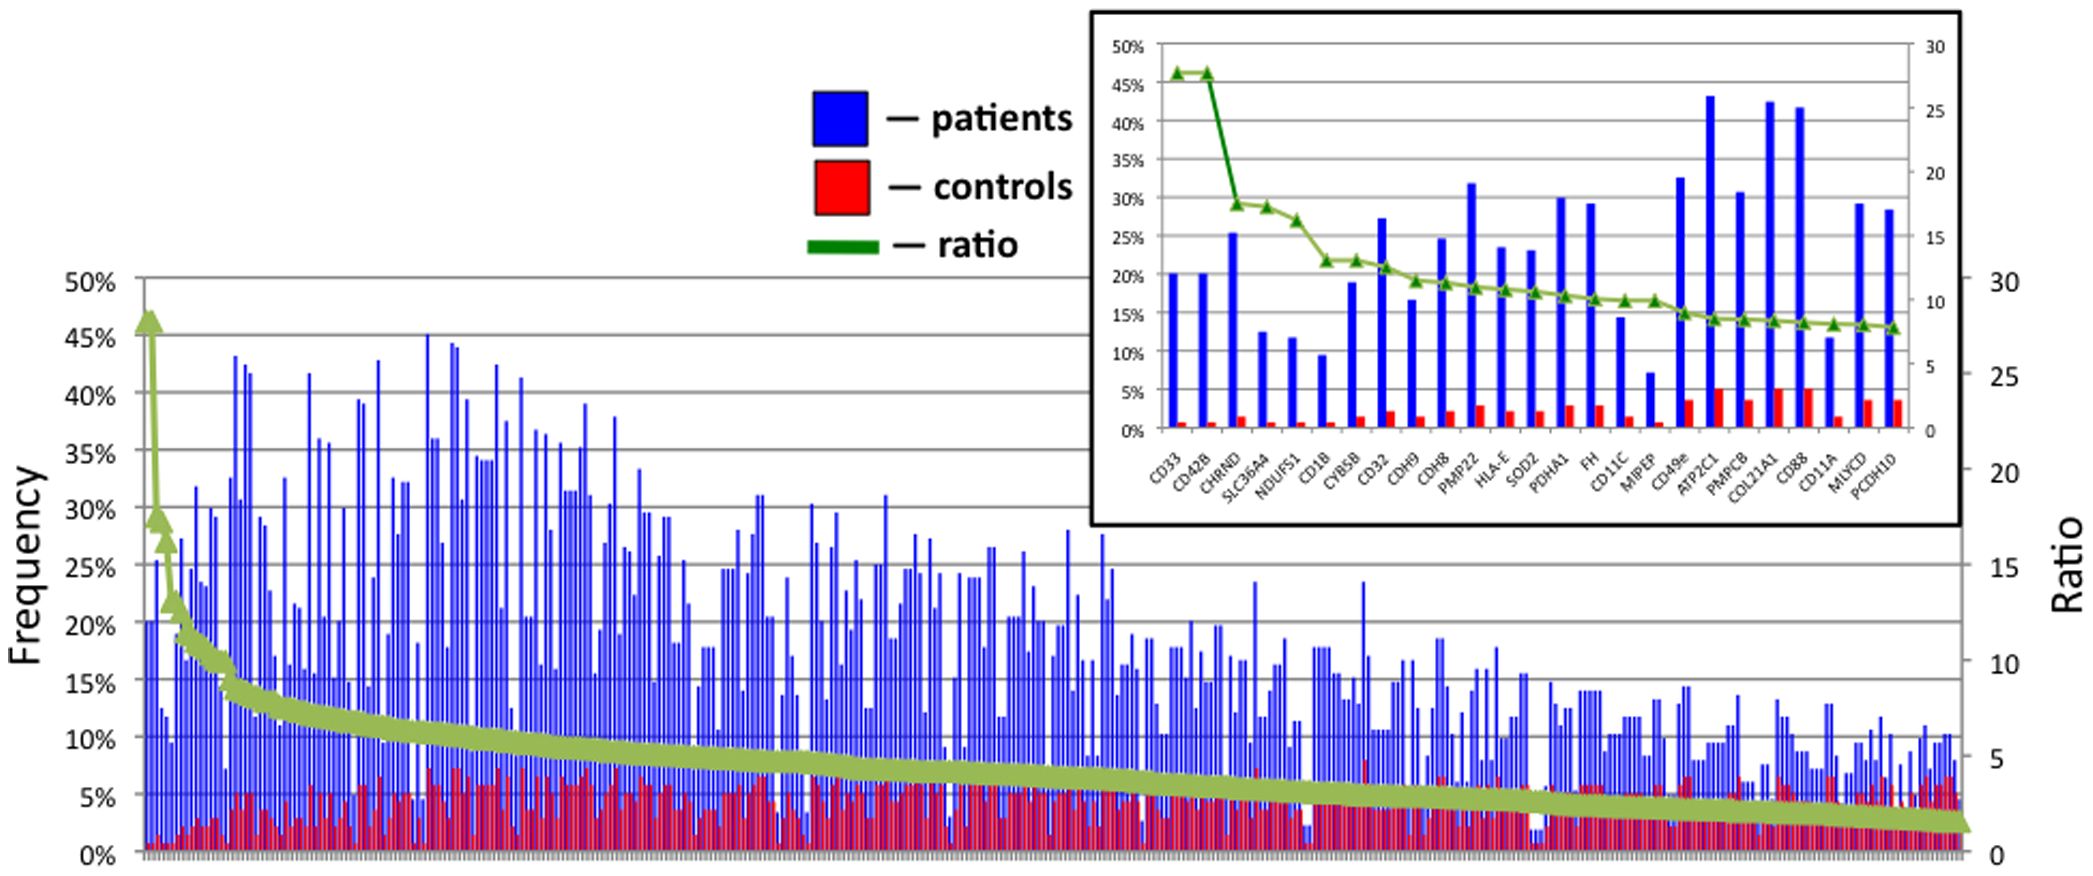 — patients
— controls
— ratio
50%
45%
40%
35%
30%
25%
20%
15%
10%
5%
0%
30
25
20
15
10
5
0
CD33
CD42B
CHRND
SLC36A4
NDUFS1
CD1B
CYB5B
CD32
CDH9
CDH8
PMP22
HLA-E
SOD2
PDHA1
FH
CD11C
MIPEP
CD49e
ATP2C1
PMPCB
COL21A1
CD88
CD11A
MLYCD
PCDH10
Frequency
50%
45%
40%
35%
30%
25%
20%
15%
10%
5%
0%
30
25
20
15
10
5
0
Ratio